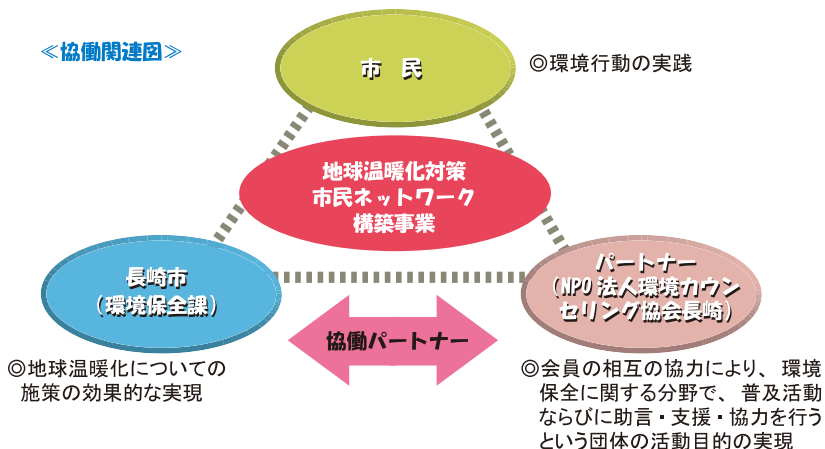 ≪協働関連図≫
市　民
◎環境行動の実践
地球温暖化対策
市民ネットワーク
構築事業
長崎市
（環境保全課）
パートナー
（NPO法人環境カウン
セリング協会長崎）
協働パートナー
◎地球温暖化についての
施策の効果的な実現
◎会員の相互の協力により、環境
保全に関する分野で、普及活動
ならびに助言・支援・協力を行う
という団体の活動目的の実現